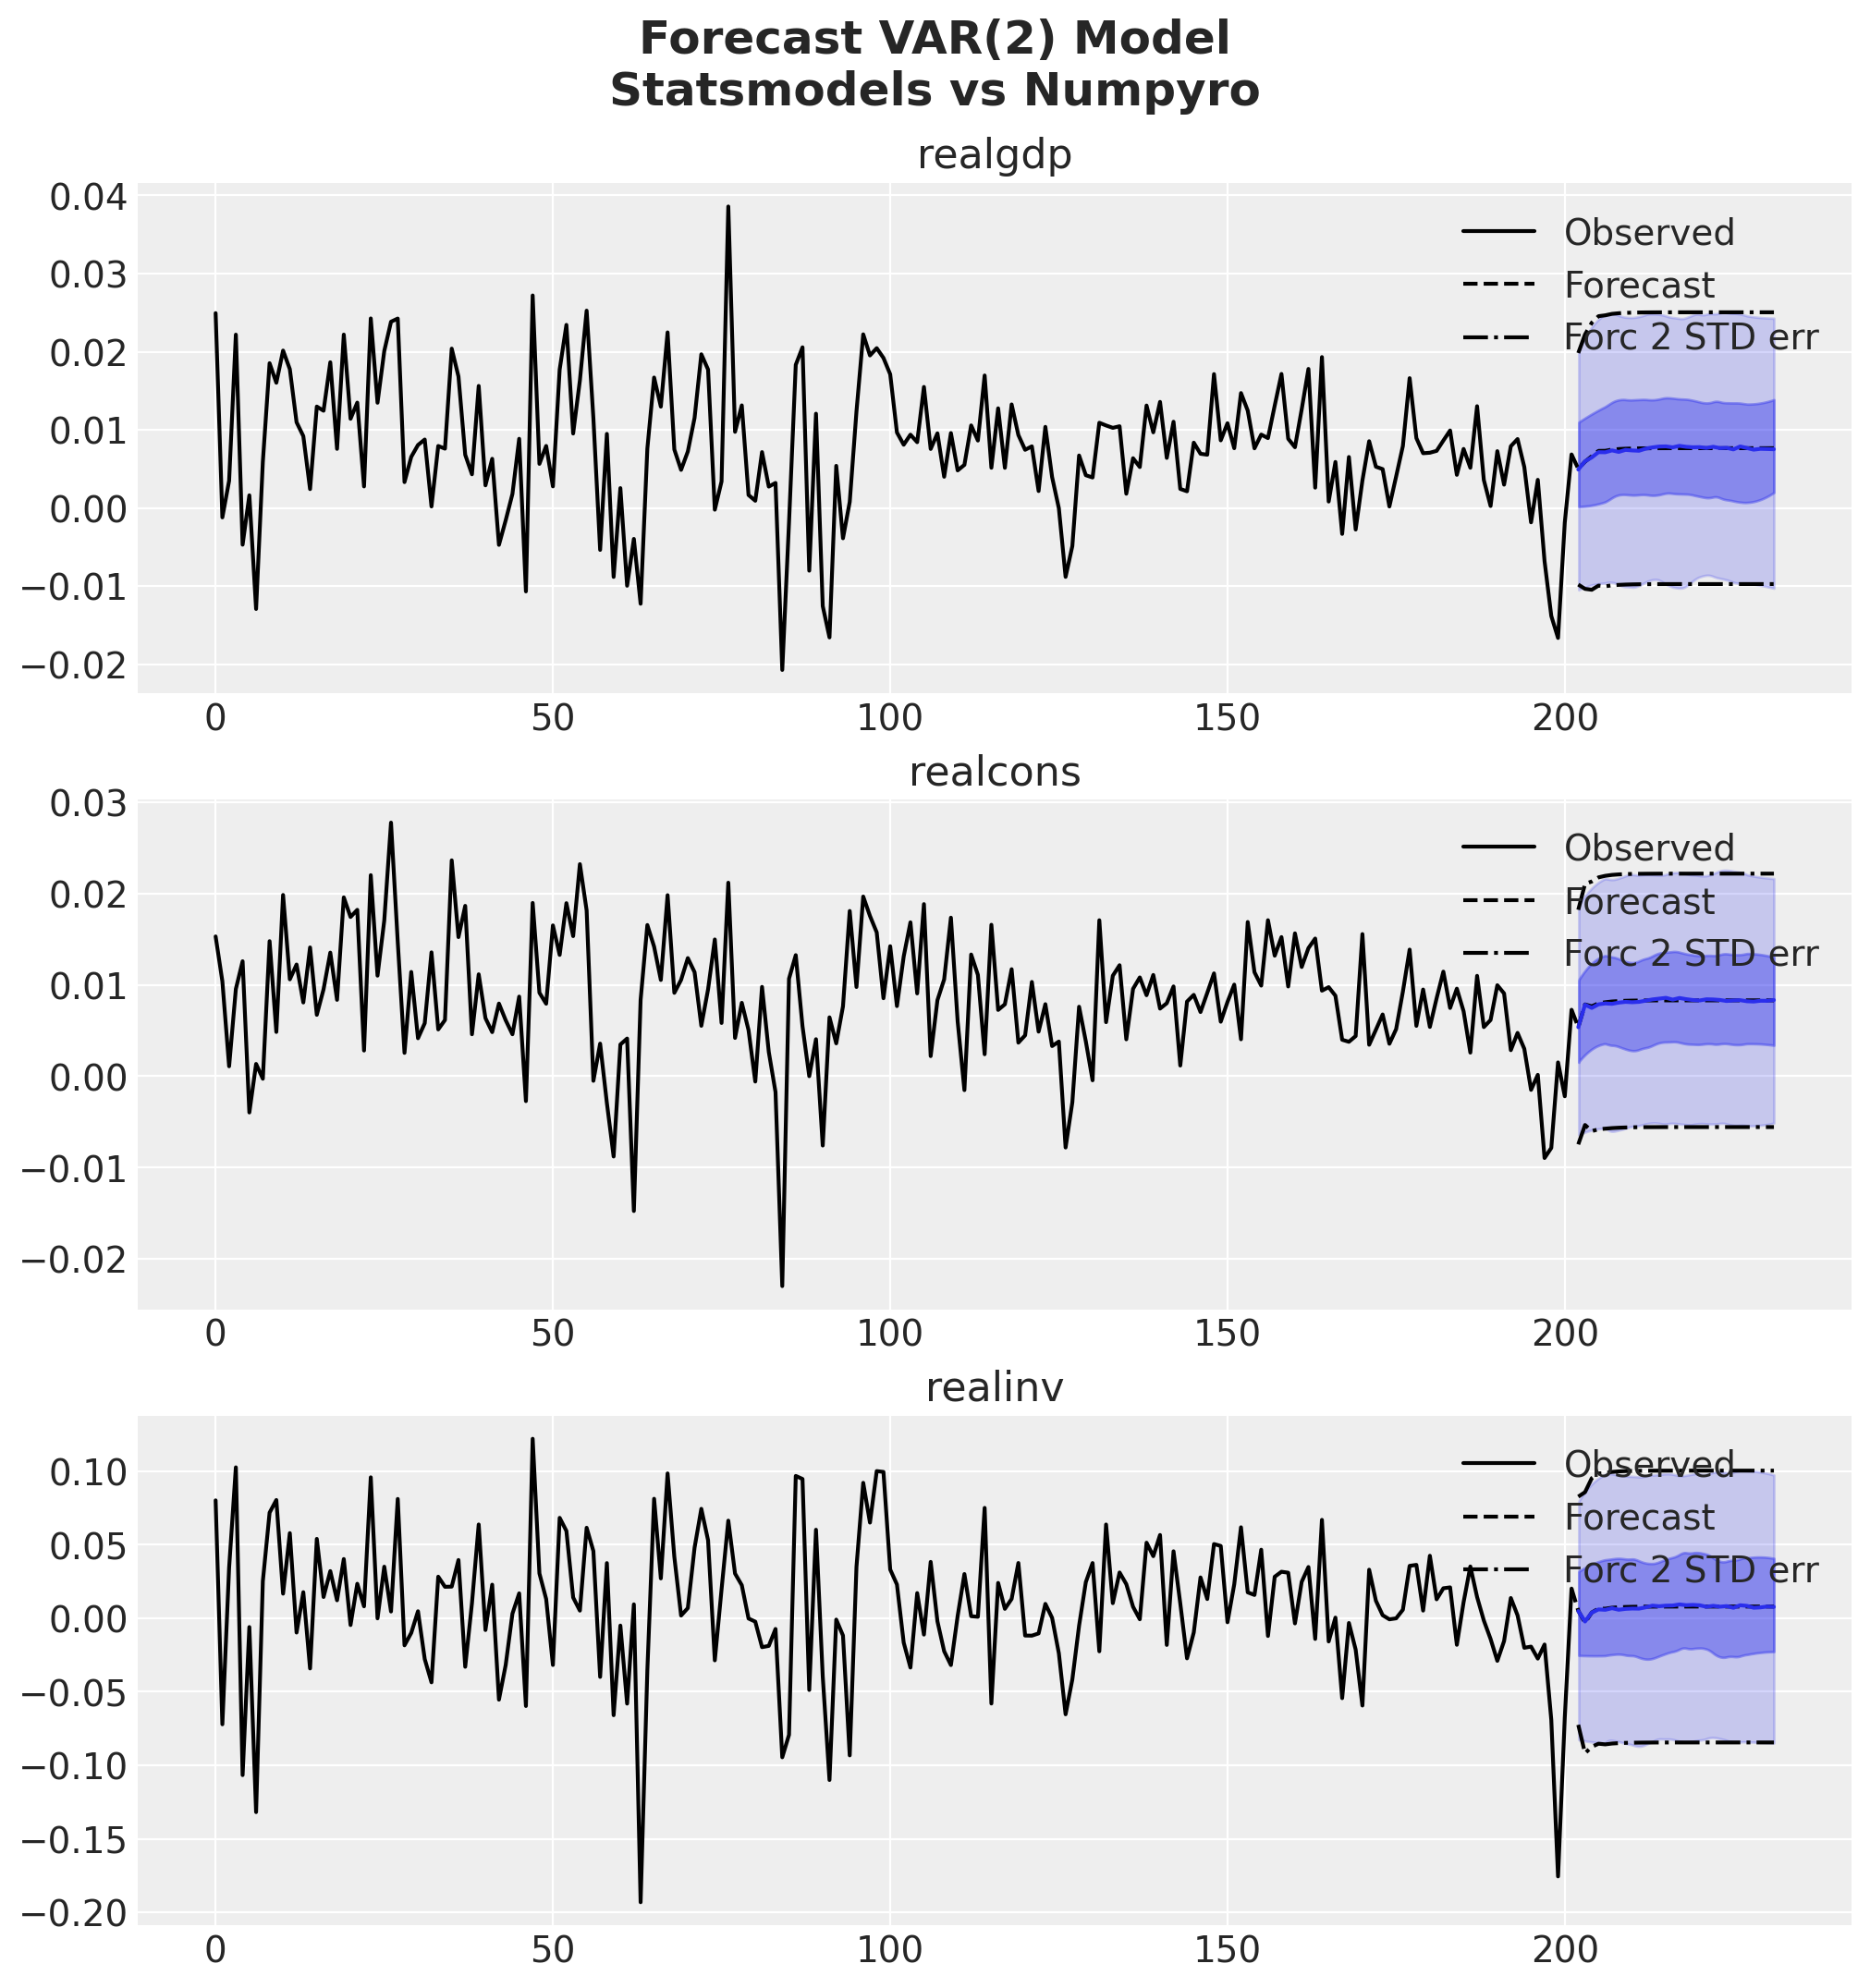 Forecast VAR(2) Model
Statsmodels vs Numpyro
realgdp
0.04
0.03
0.02
0.01
0.00
−0.01
−0.02
Observed
Forecast
Forc 2 STD err
0 50 100 150 200
realcons
0.03
0.02
0.01
0.00
−0.01
−0.02
Observed
Forecast
Forc 2 STD err
0 50 100 150 200
realinv
0.10
0.05
0.00
−0.05
−0.10
−0.15
−0.20
Observed
Forecast
Forc 2 STD err
0 50 100 150 200